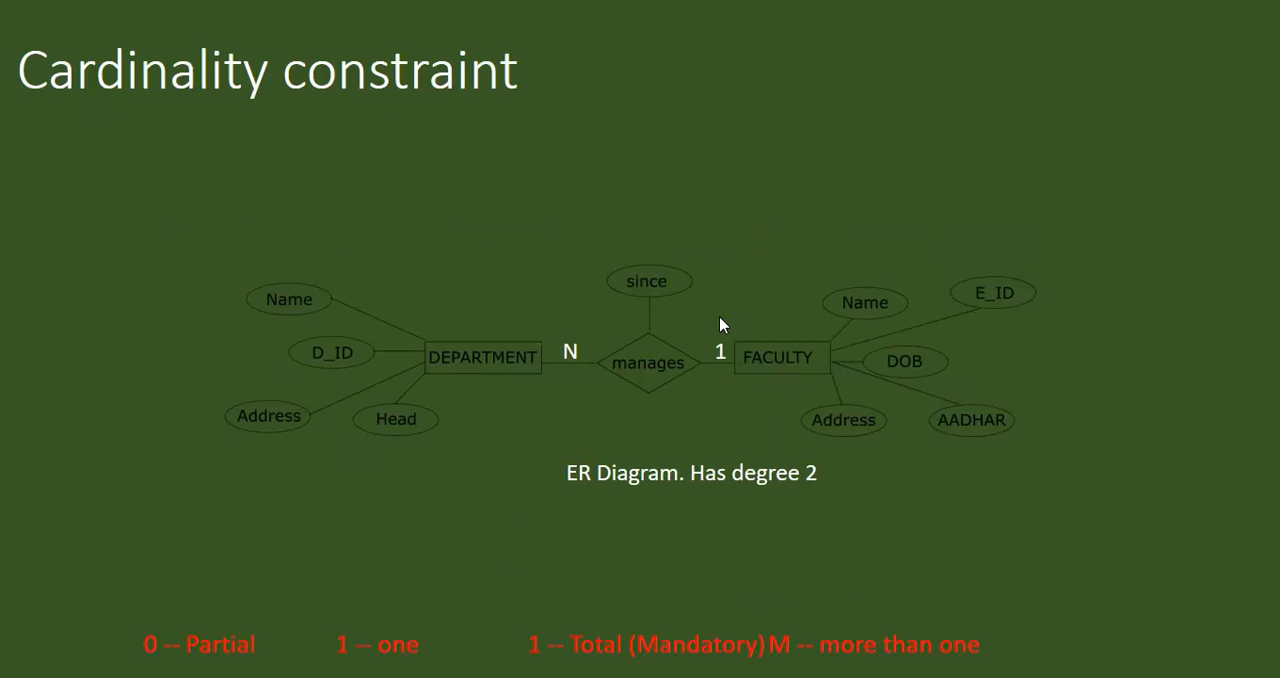 Cardinality constraint
since
Name
Name
E_ID
D_ID
DEPARTMENT
N
manages
1
FACULTY
DOB
Address
Head
Address
AADHAR
ER Diagram. Has degree 2
0 -- Partial 1 -- one 1 -- Total (Mandatory) M -- more than one